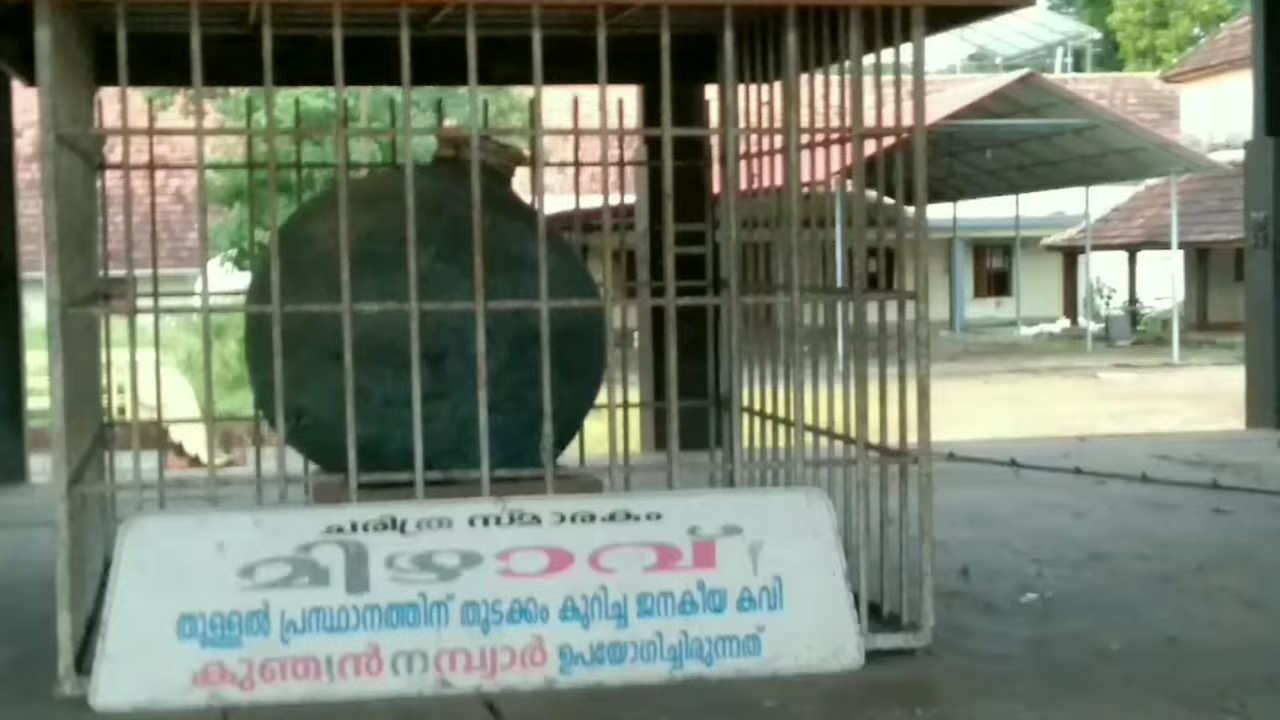 ചരിത്ര സ്മാരകം
മിഴാവ്
തുള്ളൽ പ്രസ്ഥാനത്തിന് തുടക്കം കുറിച്ച ജനകീയ കവി
കുഞ്ചൻ നമ്പ്യാർ ഉപയോഗിച്ചിരുന്നത്